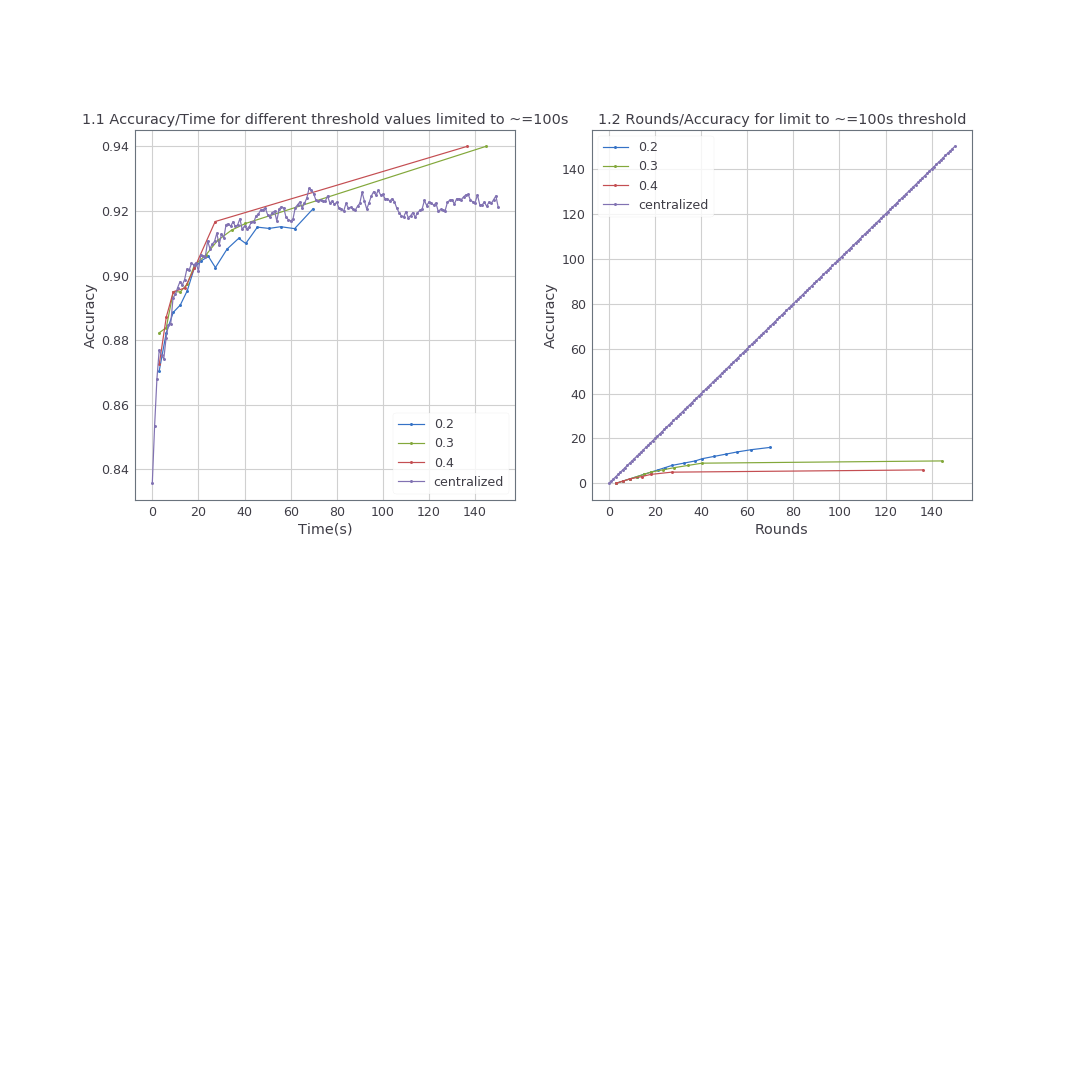 1.1 Accuracy/Time for different threshold values limited to ~=100s
0.94
0.92
0.90
0.88
0.86
0.84
Accuracy
0 20 40 60 80 100 120 140
Time(s)
0.2
0.3
0.4
centralized
1.2 Rounds/Accuracy for limit to ~=100s threshold
140
120
100
80
60
40
20
0
Accuracy
0 20 40 60 80 100 120 140
Rounds
0.2
0.3
0.4
centralized